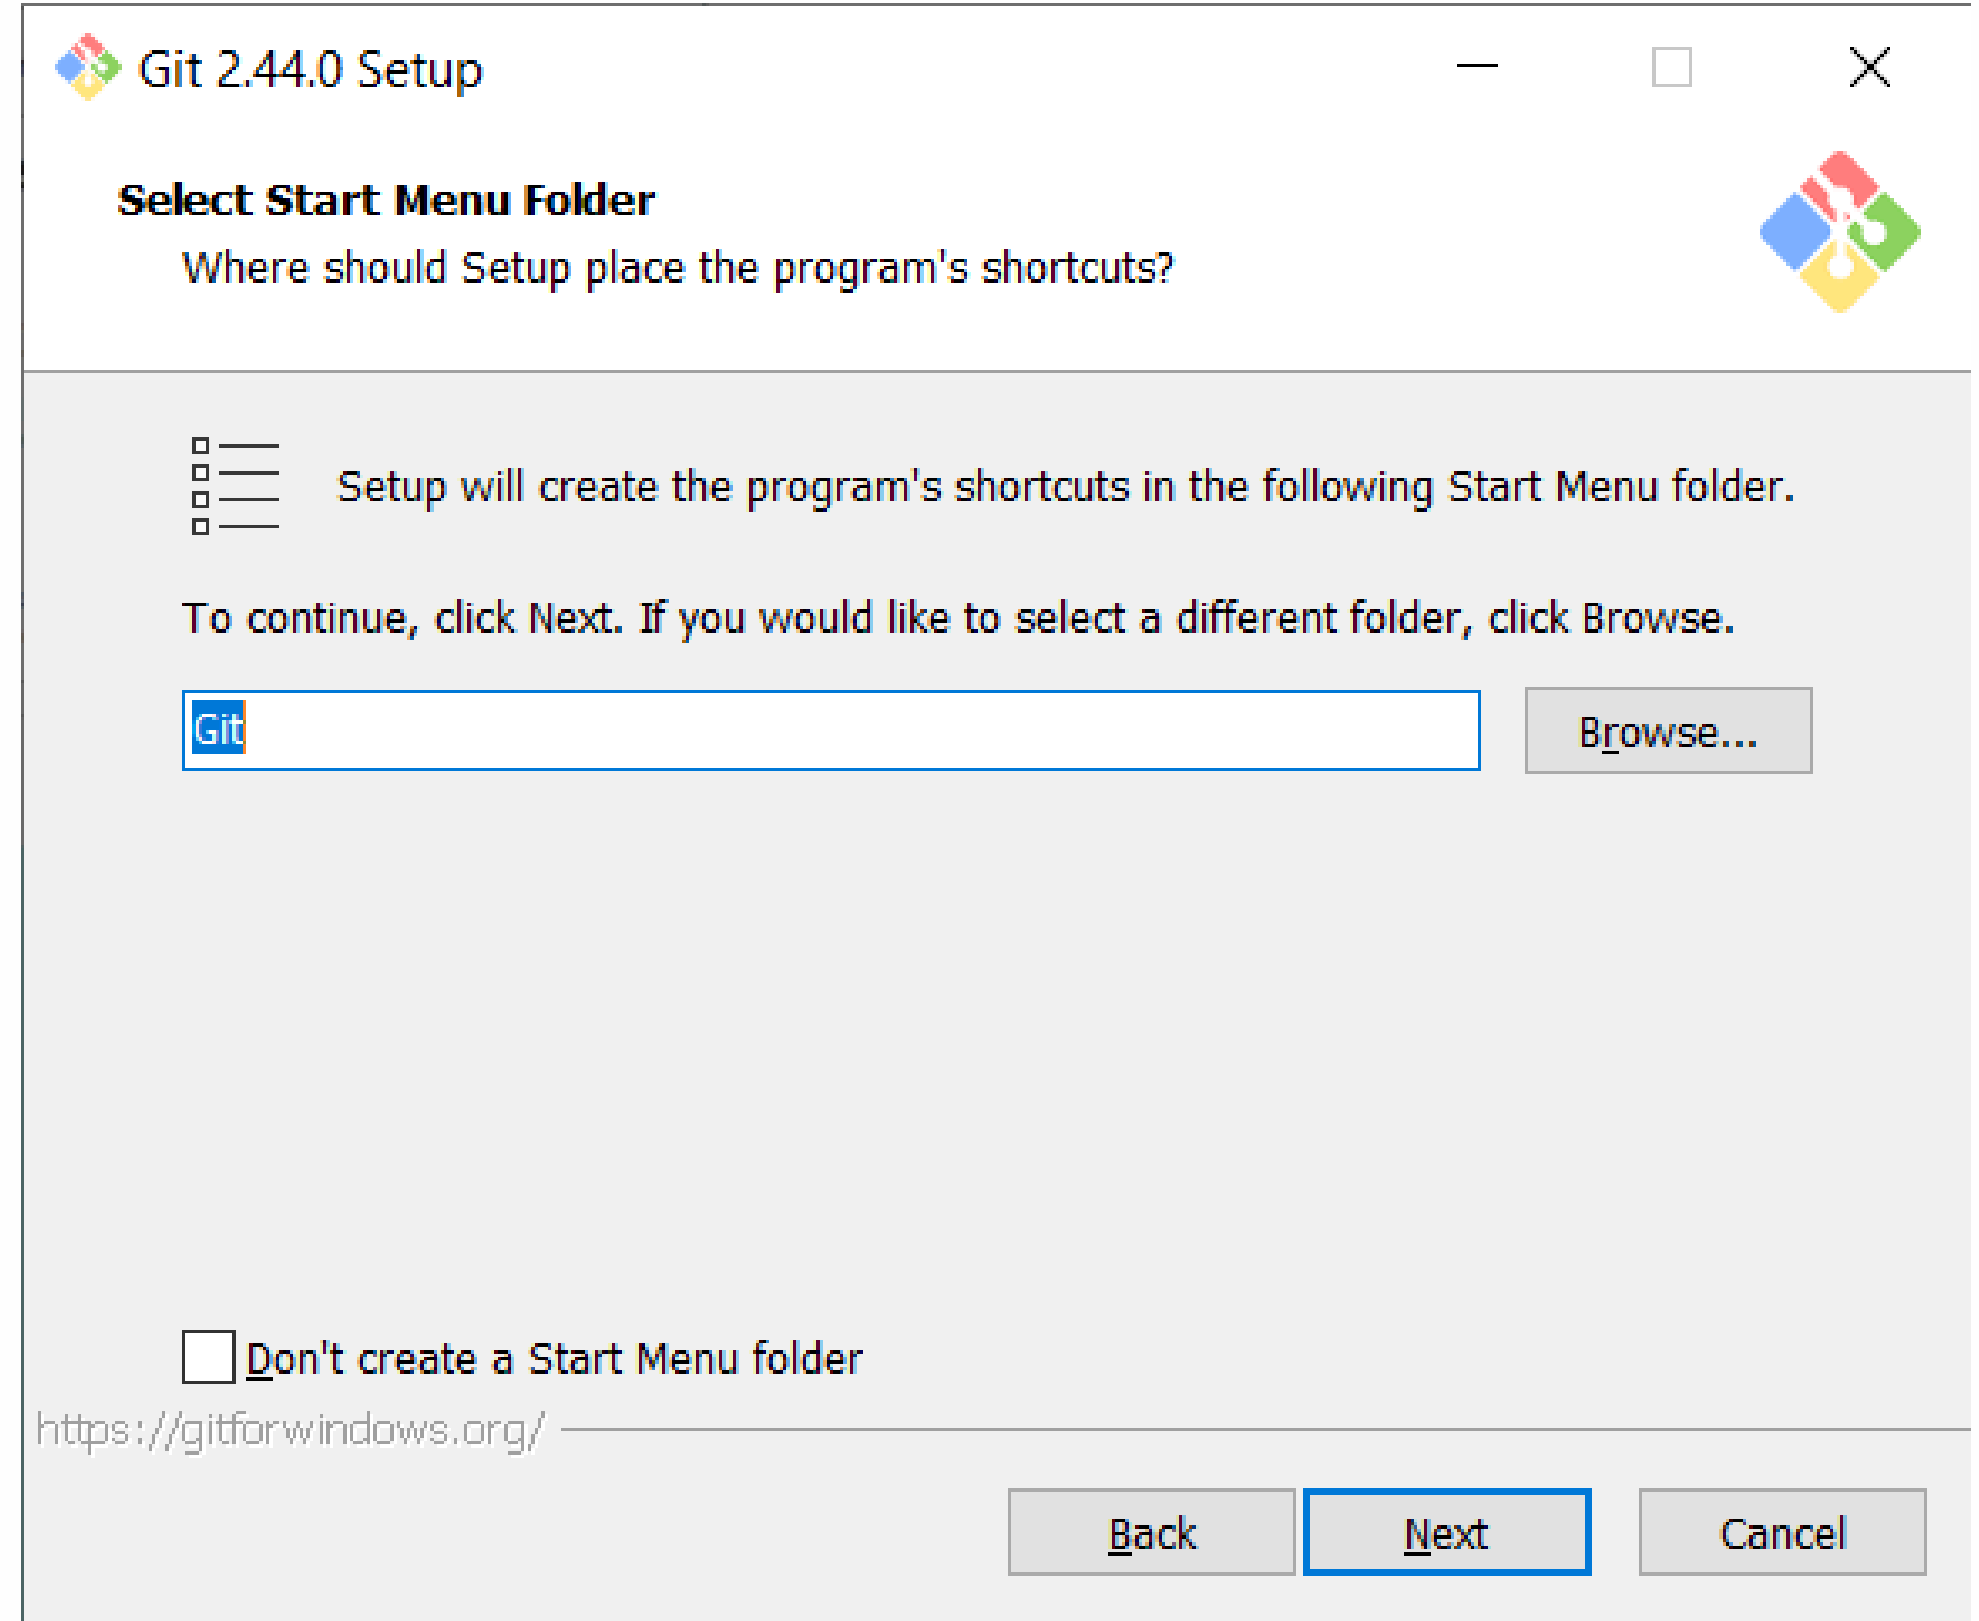 Git 2.44.0 Setup
Select Start Menu Folder
Where should Setup place the program's shortcuts?
Setup will create the program's shortcuts in the following Start Menu folder.
To continue, click Next. If you would like to select a different folder, click Browse.
Git
Browse...
Don't create a Start Menu folder
https://gitforwindows.org/
Back
Next
Cancel